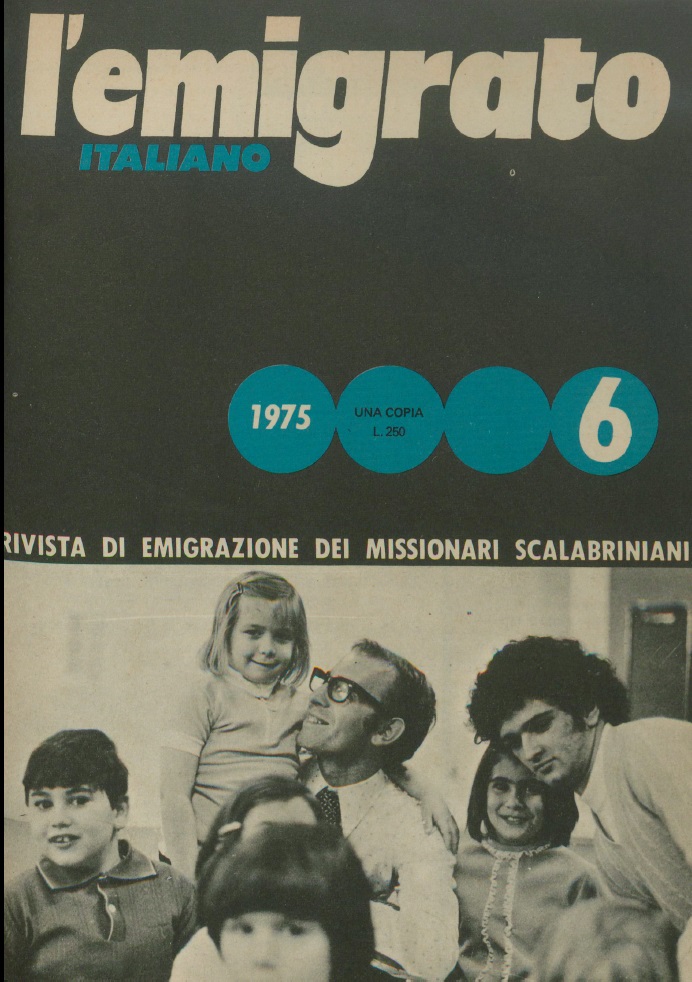 l'emigrato
ITALIANO
1975
UNA COPIA
L. 250
6
RIVISTA DI EMIGRAZIONE DEI MISSIONARI SCALABRINIANI